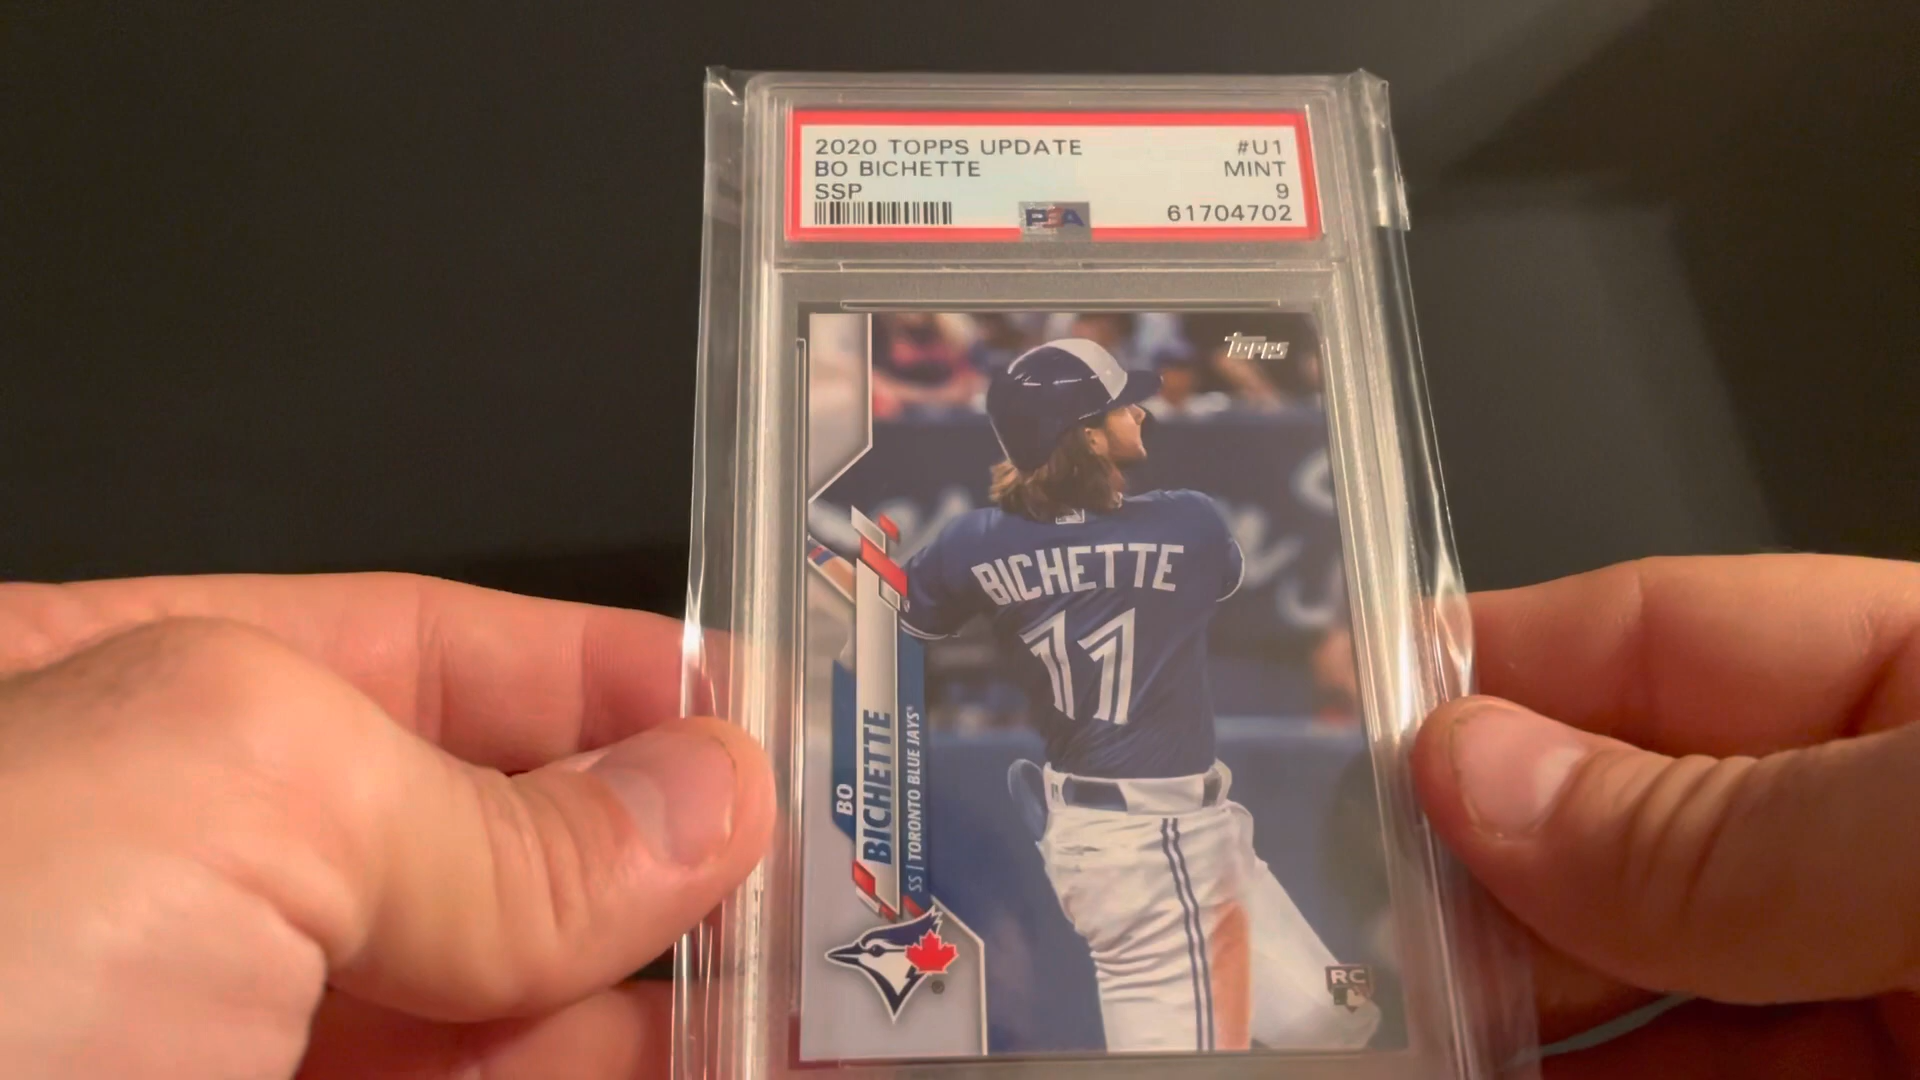 2020 TOPPS UPDATE #U1
BO BICHETTE MINT
SSP 9
61704702
PSA
TOPPS
BICHETTE
11
BO
BICHETTE
SS | TORONTO BLUE JAYS®
RC